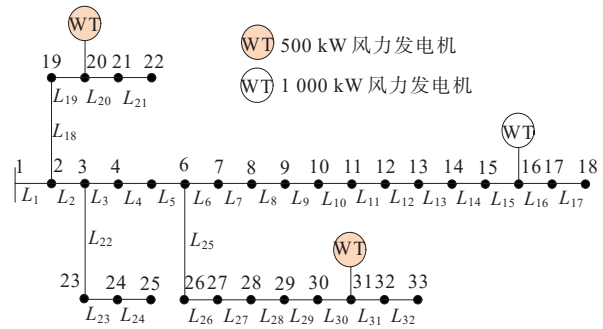 WT
WT 500 kW 风力发电机
WT 1 000 kW 风力发电机
19 20 21 22
L19 L20 L21
L18
WT
1 2 3 4 6 7 8 9 10 11 12 13 14 15 16 17 18
L1 L2 L3 L4 L5 L6 L7 L8 L9 L10 L11 L12 L13 L14 L15 L16 L17
L22 L25
WT
23 24 25 26 27 28 29 30 31 32 33
L23 L24 L26 L27 L28 L29 L30 L31 L32